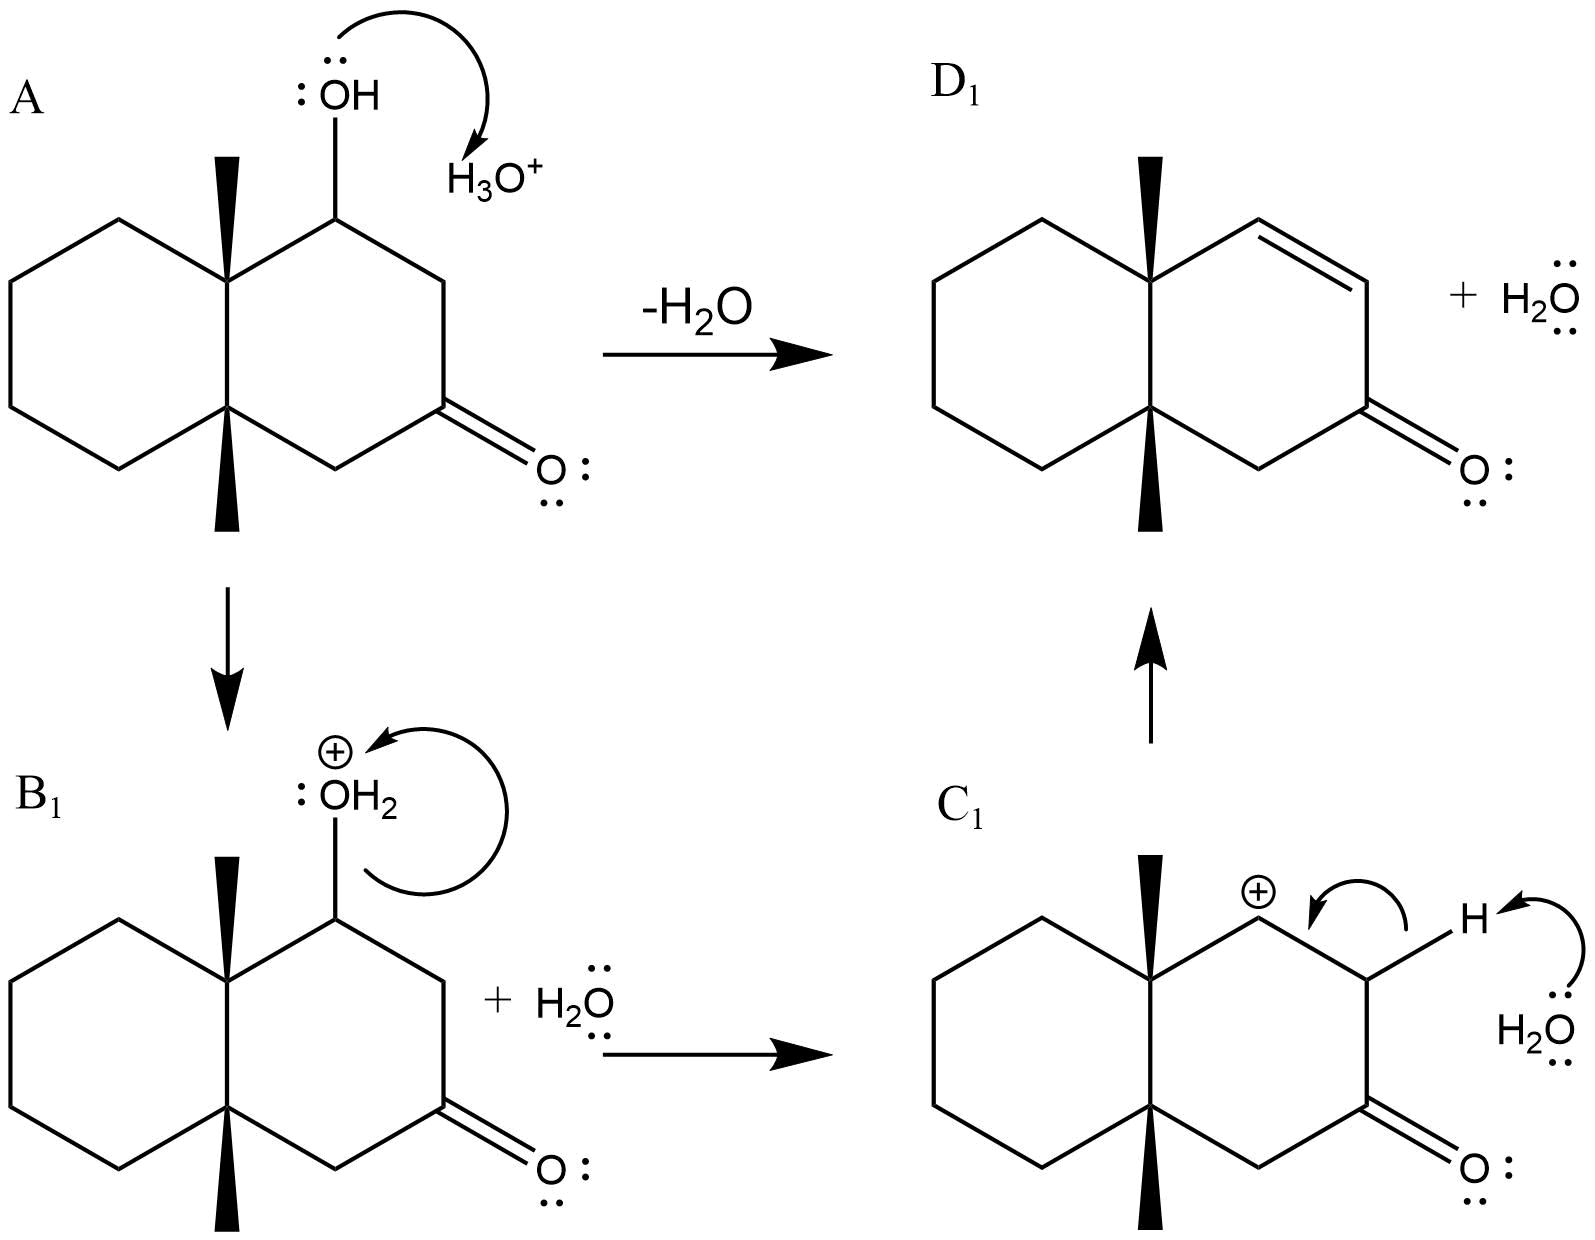 A
:OH
H₃O⁺
-H₂O
D₁
+ H₂O
O:
O:
B₁
⊕
:OH₂
+ H₂O
O:
C₁
⊕
H
H₂O
O: